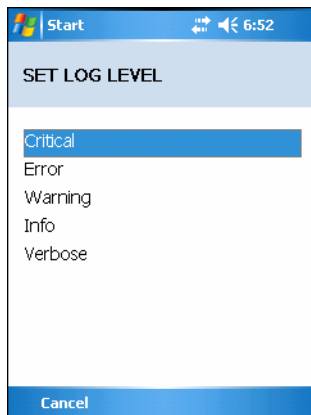 Start 6:52
SET LOG LEVEL
Critical
Error
Warning
Info
Verbose
Cancel